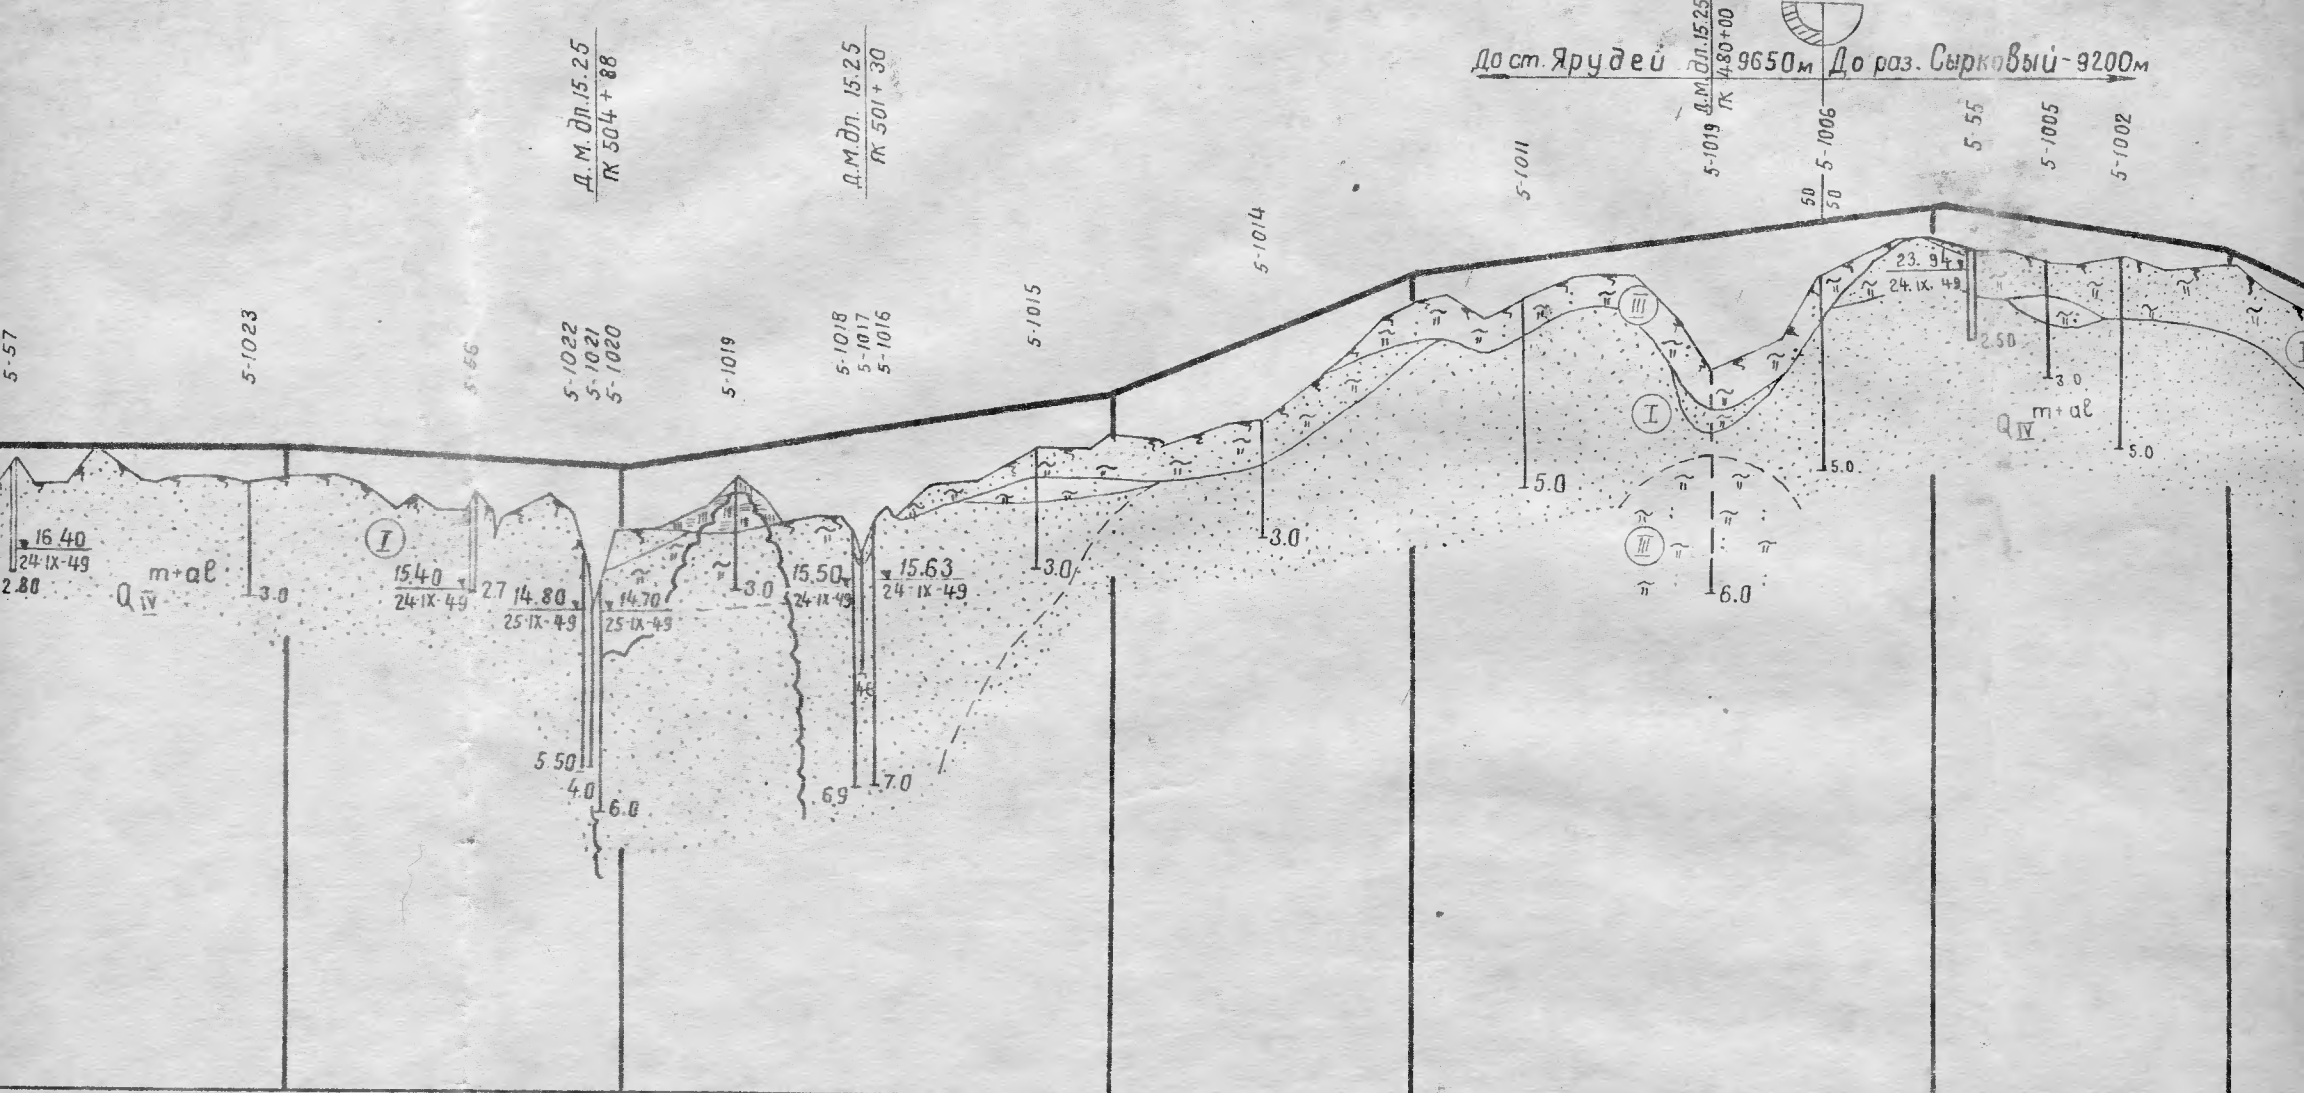 Д.М. дл. 15.25
ПК 504 + 88
Д.М. дл. 15.25
ПК 501 + 30
Д.М. дл. 15.25
ПК 480+00
До ст. Ярудей 9650м
До раз. Сырковый - 9200м
5-57
5-1023
5-56
5-1022
5-1021
5-1020
5-1019
5-1018
5-1017
5-1016
5-1015
5-1014
5-1011
5-1019
5-1006
50
50
5-55
5-1005
5-1002
16.40
24-IX-49
2.80
Q IV m+al
3.0
I
15.40
24-IX-49
2.7
14.80
25-IX-49
14.70
25-IX-49
5.50
4.0
6.0
3.0
15.50
24-IX-49
15.63
24-IX-49
6.9
7.0
3.0
3.0
5.0
III
I
III
6.0
5.0
23.94
24.IX.49
2.50
3.0
Q IV m+al
5.0